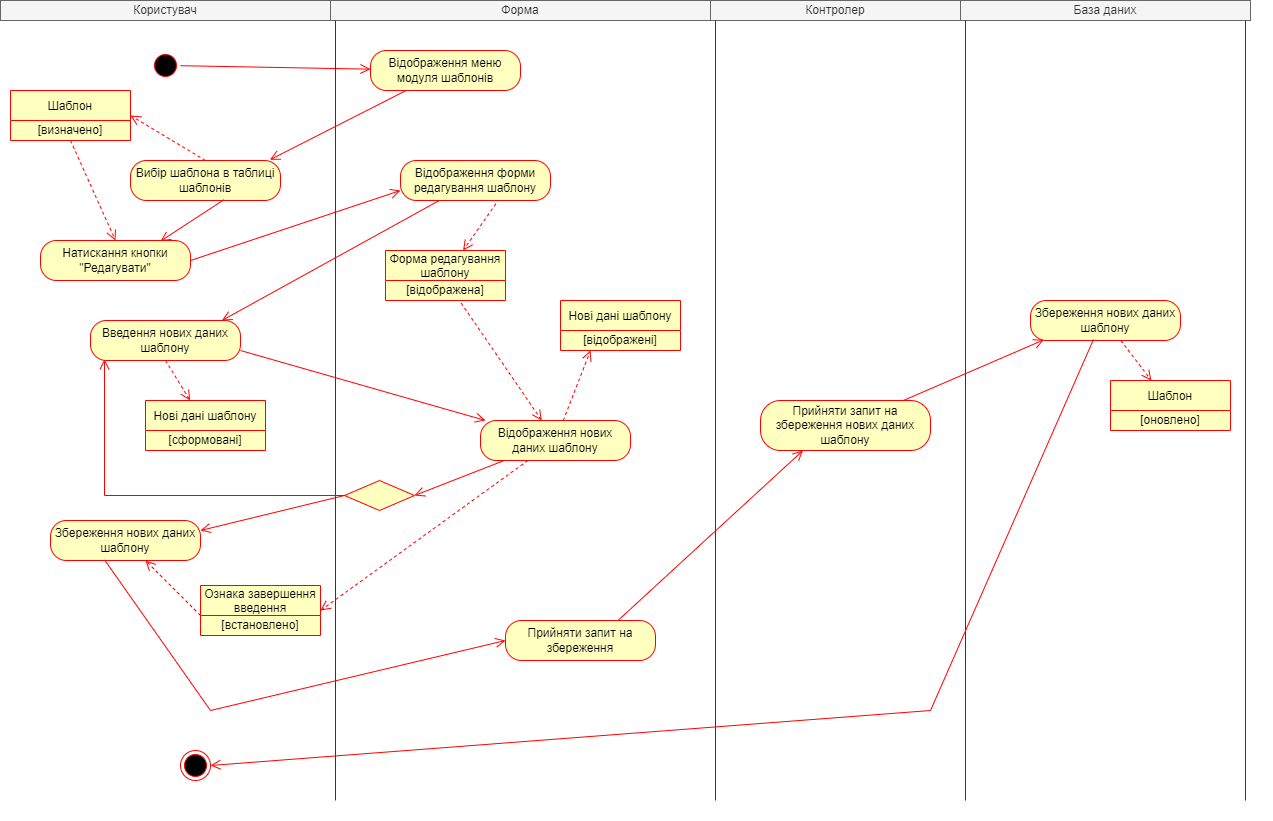 Користувач
Форма
Контролер
База даних
Відображення меню
модуля шаблонів
Шаблон
[визначено]
Вибір шаблона в таблиці
шаблонів
Відображення форми
редагування шаблону
Натискання кнопки
"Редагувати"
Форма редагування
шаблону
[відображена]
Нові дані шаблону
[відображені]
Збереження нових даних
шаблону
Введення нових даних
шаблону
Шаблон
[оновлено]
Нові дані шаблону
[сформовані]
Прийняти запит на
збереження нових даних
шаблону
Відображення нових
даних шаблону
Збереження нових даних
шаблону
Ознака завершення
введення
[встановлено]
Прийняти запит на
збереження